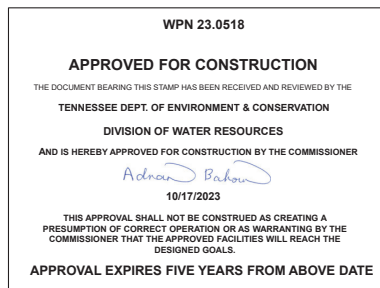 WPN 23.0518
APPROVED FOR CONSTRUCTION
THE DOCUMENT BEARING THIS STAMP HAS BEEN RECEIVED AND REVIEWED BY THE
TENNESSEE DEPT. OF ENVIRONMENT & CONSERVATION
DIVISION OF WATER RESOURCES
AND IS HEREBY APPROVED FOR CONSTRUCTION BY THE COMMISSIONER
Adnan Bahou
10/17/2023
THIS APPROVAL SHALL NOT BE CONSTRUED AS CREATING A
PRESUMPTION OF CORRECT OPERATION OR AS WARRANTING BY THE
COMMISSIONER THAT THE APPROVED FACILITIES WILL REACH THE
DESIGNED GOALS.
APPROVAL EXPIRES FIVE YEARS FROM ABOVE DATE